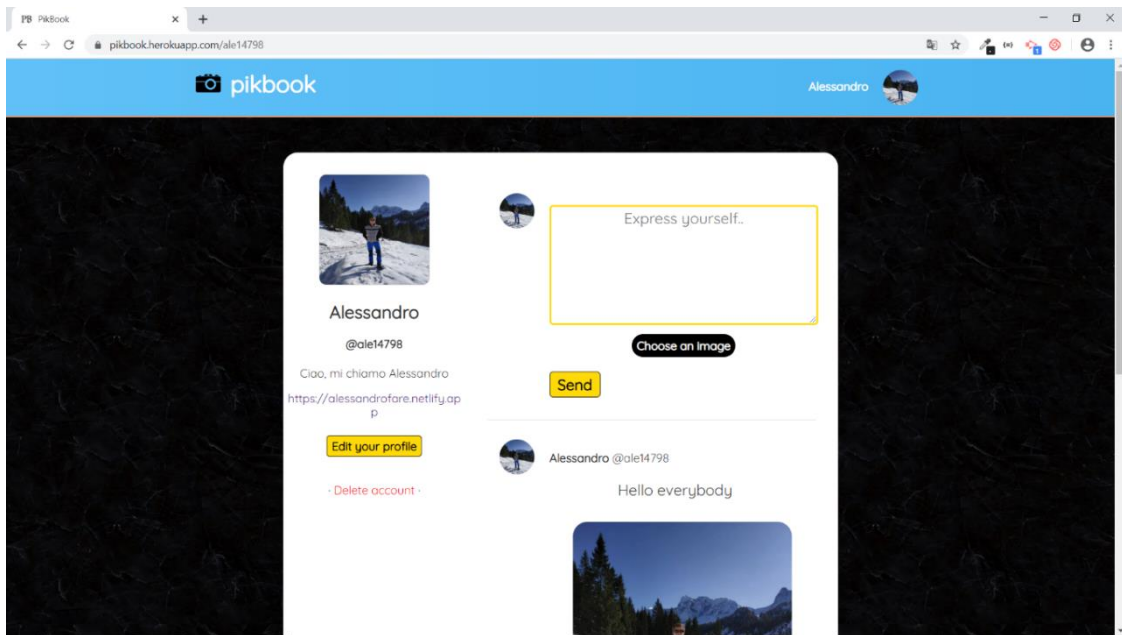 PB PikBook
pikbook.herokuapp.com/ale14798
pikbook
Alessandro
Express yourself..
Choose an image
Send
Alessandro
@ale14798
Ciao, mi chiamo Alessandro
https://alessandrofare.netlify.ap
p
Edit your profile
· Delete account ·
Alessandro @ale14798
Hello everybody